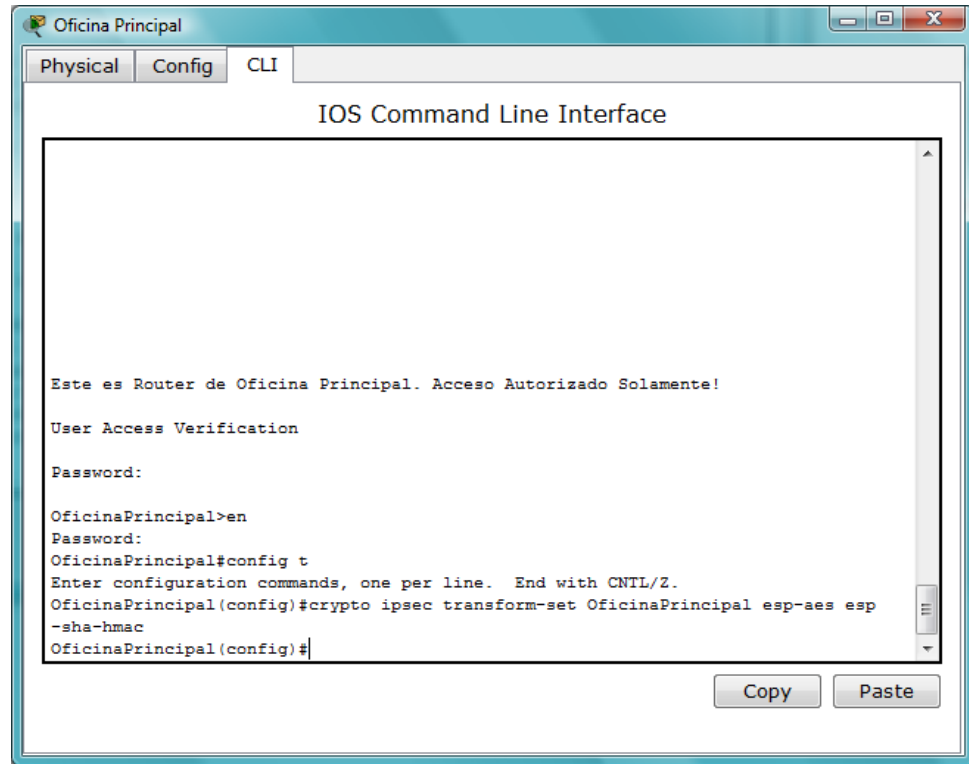 Oficina Principal
Physical Config CLI
IOS Command Line Interface
Este es Router de Oficina Principal. Acceso Autorizado Solamente!
User Access Verification
Password:
OficinaPrincipal>en
Password:
OficinaPrincipal#config t
Enter configuration commands, one per line.  End with CNTL/Z.
OficinaPrincipal(config)#crypto ipsec transform-set OficinaPrincipal esp-aes esp
-sha-hmac
OficinaPrincipal(config)#
Copy Paste